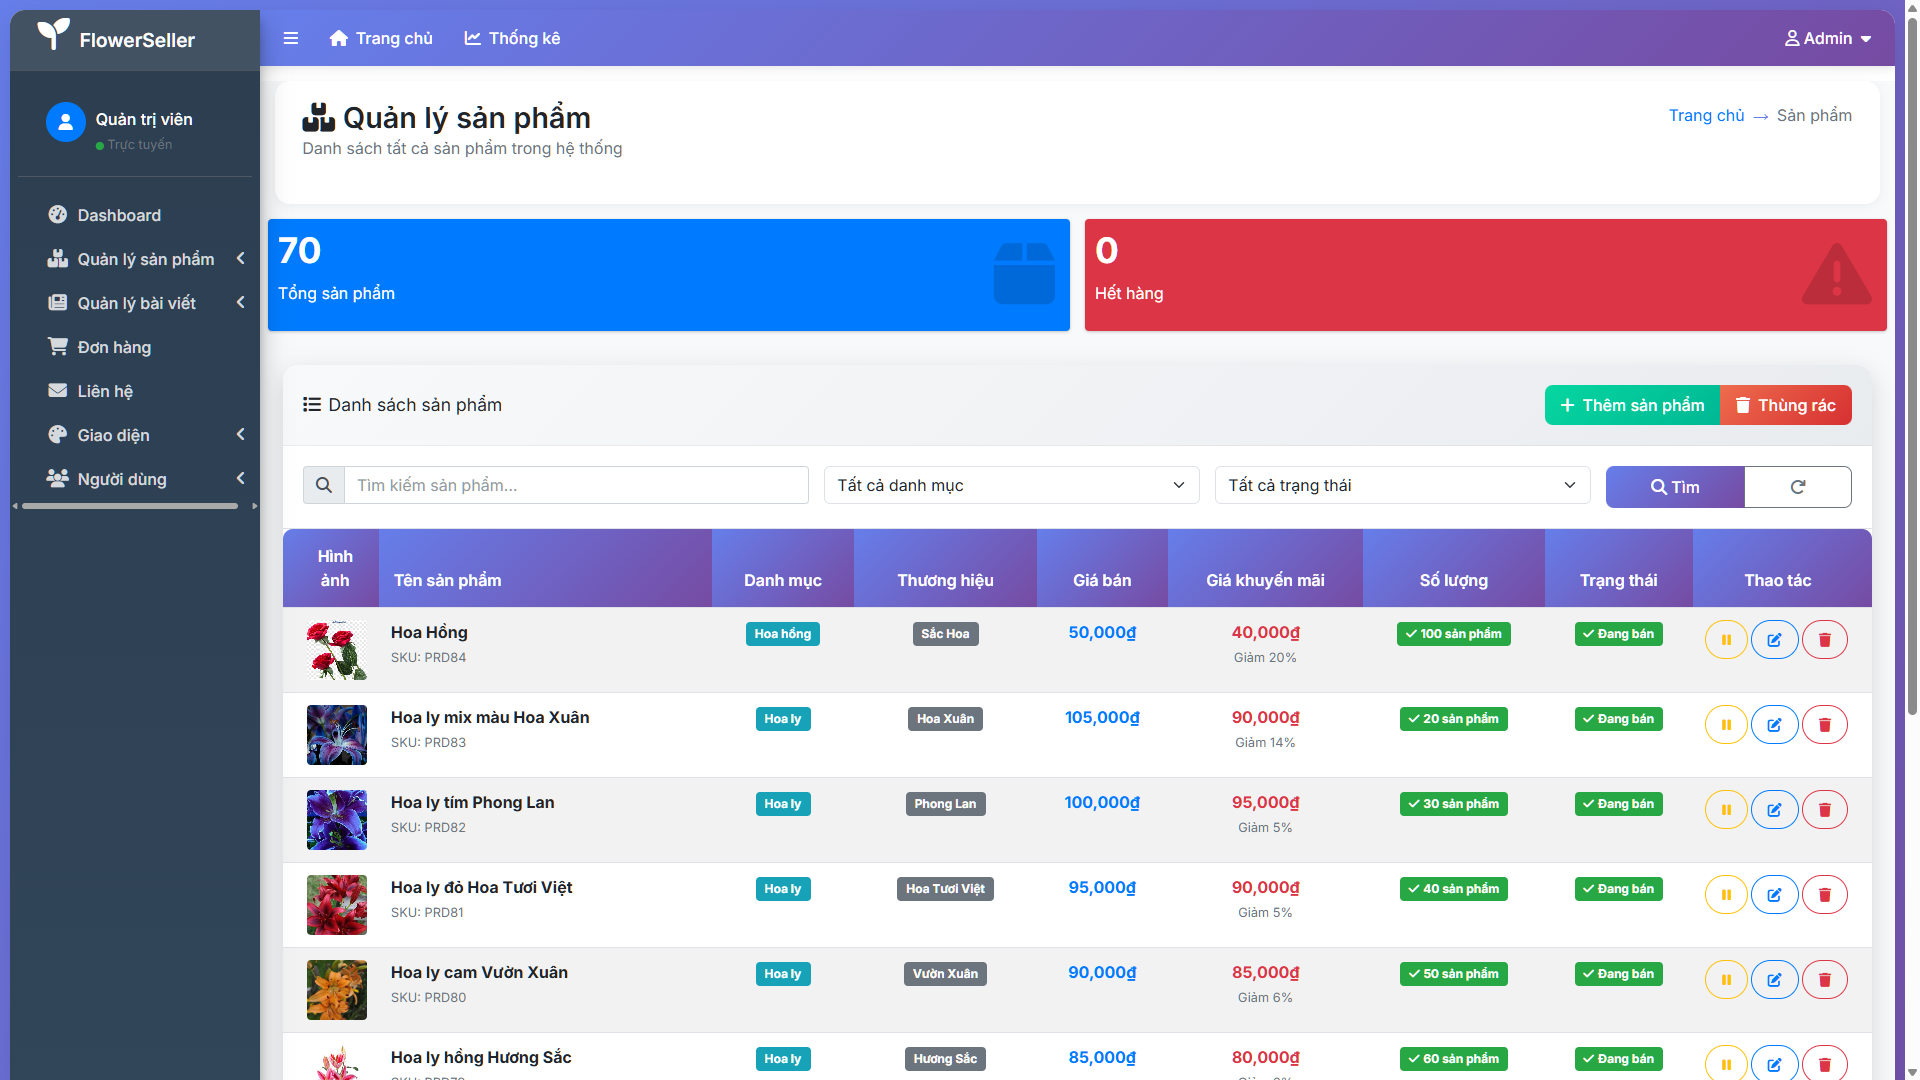 FlowerSeller
Trang chủ
Thống kê
Admin
Quản trị viên
Trực tuyến
Dashboard
Quản lý sản phẩm
Quản lý bài viết
Đơn hàng
Liên hệ
Giao diện
Người dùng
Quản lý sản phẩm
Danh sách tất cả sản phẩm trong hệ thống
Trang chủ → Sản phẩm
70
Tổng sản phẩm
0
Hết hàng
Danh sách sản phẩm
Thêm sản phẩm
Thùng rác
Tìm kiếm sản phẩm...
Tất cả danh mục
Tất cả trạng thái
Tìm
Hình ảnh Tên sản phẩm Danh mục Thương hiệu Giá bán Giá khuyến mãi Số lượng Trạng thái Thao tác
Hoa Hồng Hoa hồng Sắc Hoa 50,000₫ 40,000₫ 100 sản phẩm Đang bán
SKU: PRD84 Giảm 20%
Hoa ly mix màu Hoa Xuân Hoa ly Hoa Xuân 105,000₫ 90,000₫ 20 sản phẩm Đang bán
SKU: PRD83 Giảm 14%
Hoa ly tím Phong Lan Hoa ly Phong Lan 100,000₫ 95,000₫ 30 sản phẩm Đang bán
SKU: PRD82 Giảm 5%
Hoa ly đỏ Hoa Tươi Việt Hoa ly Hoa Tươi Việt 95,000₫ 90,000₫ 40 sản phẩm Đang bán
SKU: PRD81 Giảm 5%
Hoa ly cam Vườn Xuân Hoa ly Vườn Xuân 90,000₫ 85,000₫ 50 sản phẩm Đang bán
SKU: PRD80 Giảm 6%
Hoa ly hồng Hương Sắc Hoa ly Hương Sắc 85,000₫ 80,000₫ 60 sản phẩm Đang bán